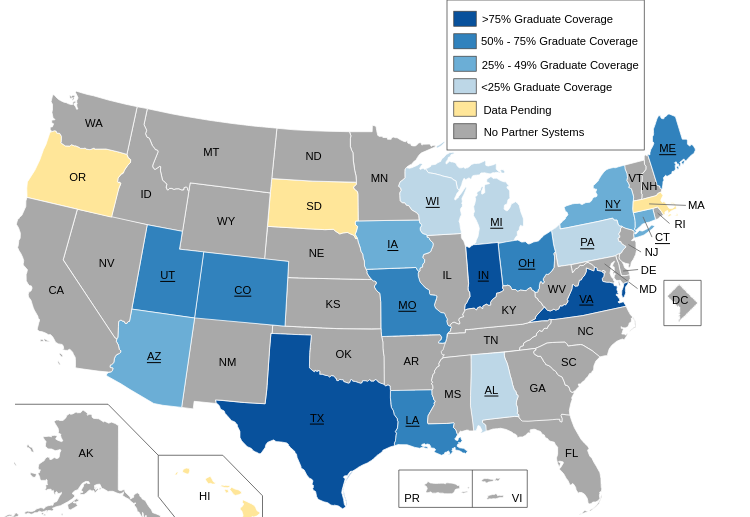 >75% Graduate Coverage
50% - 75% Graduate Coverage
25% - 49% Graduate Coverage
<25% Graduate Coverage
Data Pending
No Partner Systems
WA
OR
CA
NV
ID
MT
WY
UT
CO
AZ
NM
ND
SD
NE
KS
OK
TX
MN
IA
MO
AR
LA
WI
IL
MI
IN
OH
KY
TN
MS
AL
GA
FL
SC
NC
VA
WV
PA
NY
VT
NH
ME
MA
RI
CT
NJ
DE
MD
DC
AK
HI
PR
VI